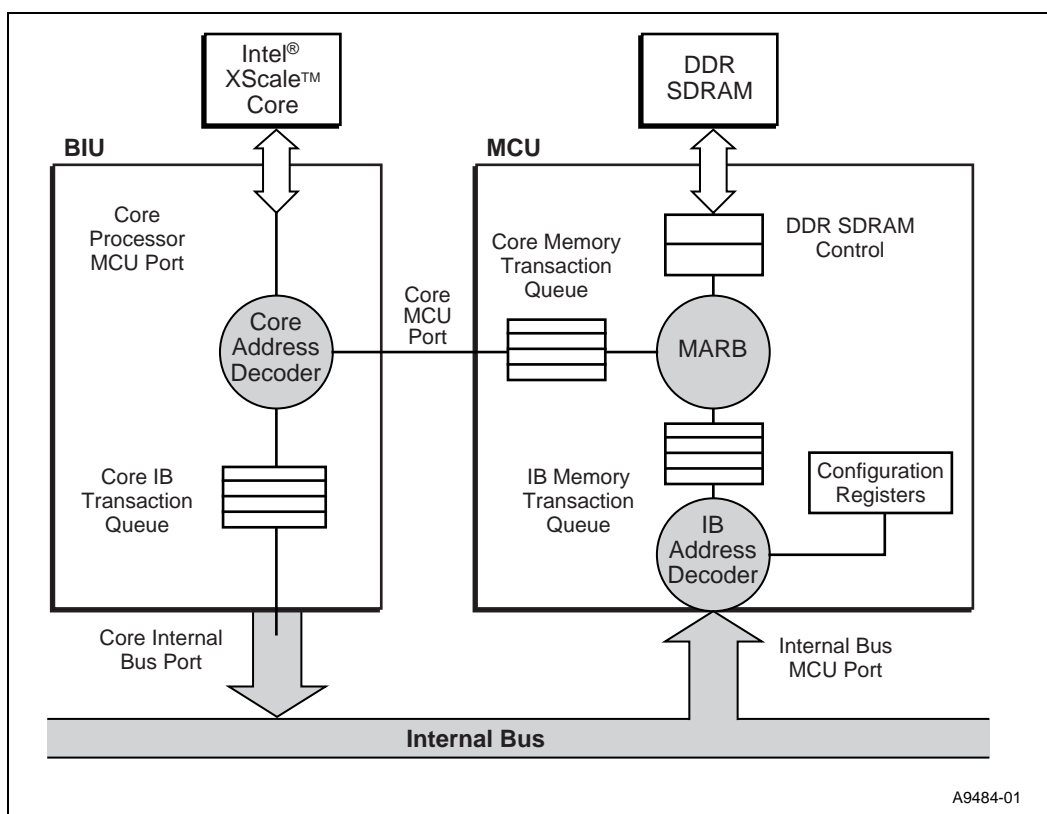 Intel®
XScale™
Core
DDR
SDRAM
BIU
MCU
Core
Processor
MCU Port
Core Memory
Transaction
Queue
DDR SDRAM
Control
Core
MCU
Port
Core
Address
Decoder
MARB
Core IB
Transaction
Queue
IB Memory
Transaction
Queue
Configuration
Registers
IB
Address
Decoder
Core Internal
Bus Port
Internal Bus
MCU Port
Internal Bus
A9484-01